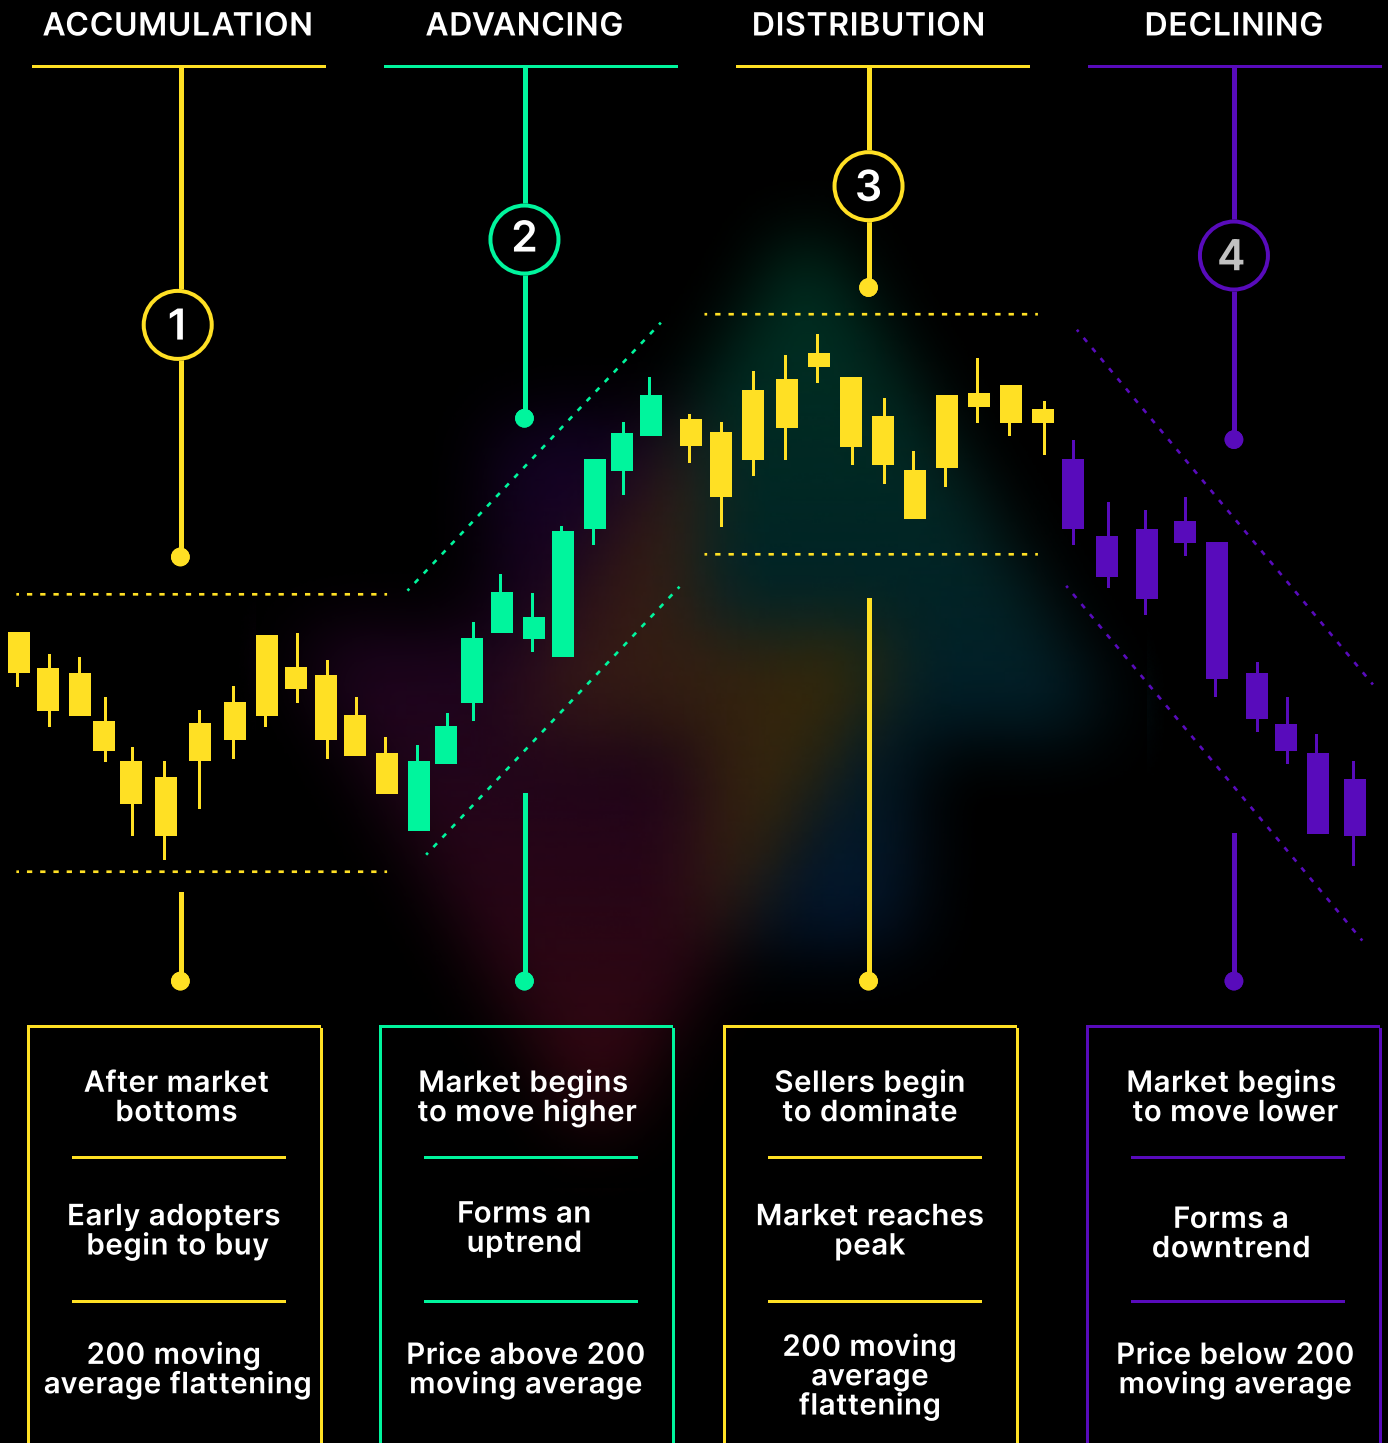 ACCUMULATION
ADVANCING
DISTRIBUTION
DECLINING
1
2
3
4
After market
bottoms
Early adopters
begin to buy
200 moving
average flattening
Market begins
to move higher
Forms an
uptrend
Price above 200
moving average
Sellers begin
to dominate
Market reaches
peak
200 moving
average
flattening
Market begins
to move lower
Forms a
downtrend
Price below 200
moving average